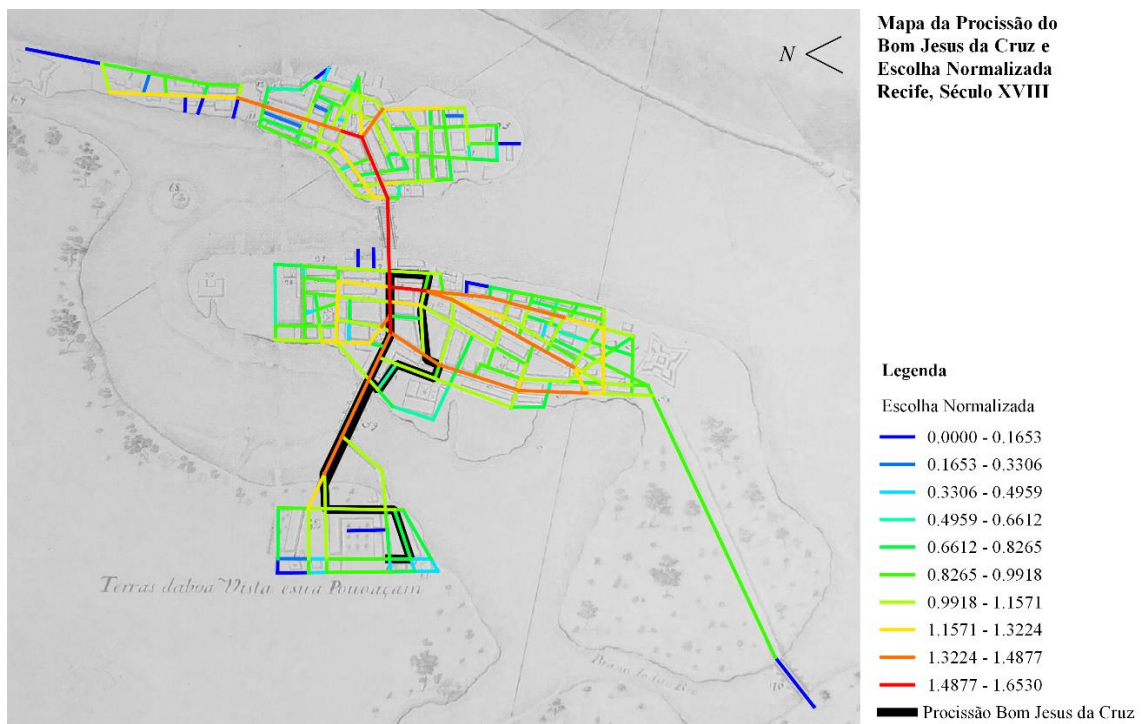 Mapa da Procissão do
Bom Jesus da Cruz e
Escolha Normalizada
Recife, Século XVIII
N
Legenda
Escolha Normalizada
0.0000 - 0.1653
0.1653 - 0.3306
0.3306 - 0.4959
0.4959 - 0.6612
0.6612 - 0.8265
0.8265 - 0.9918
0.9918 - 1.1571
1.1571 - 1.3224
1.3224 - 1.4877
1.4877 - 1.6530
Procissão Bom Jesus da Cruz
Terras da boa Vista esua Pouoaçam